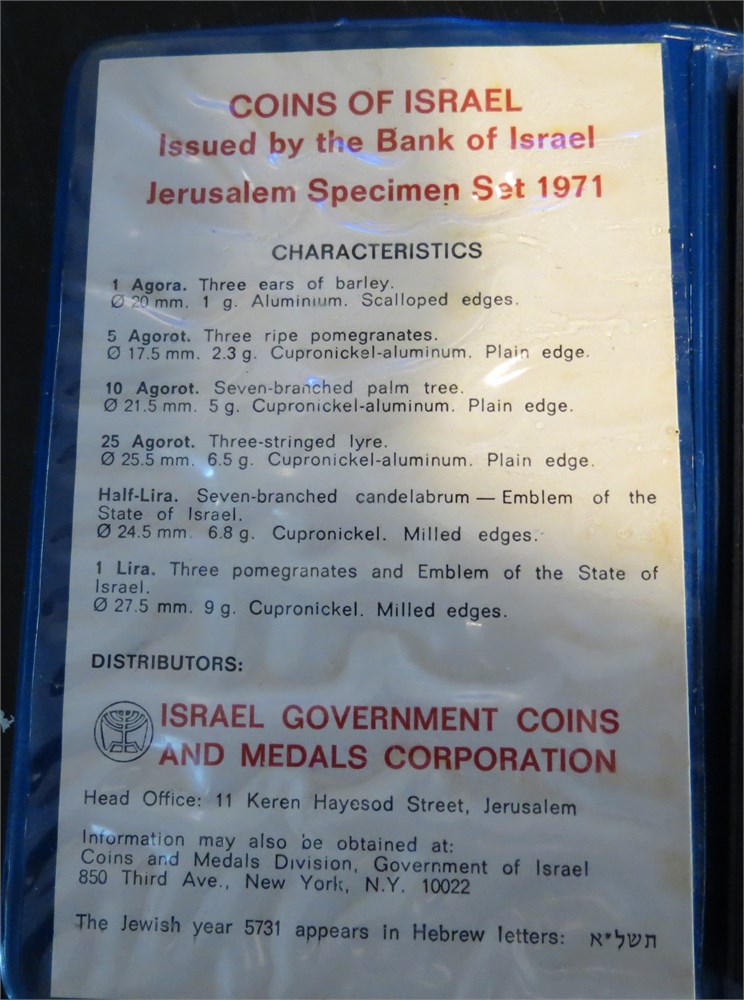 COINS OF ISRAEL
Issued by the Bank of Israel
Jerusalem Specimen Set 1971
CHARACTERISTICS
1 Agora. Three ears of barley.
Ø 20 mm. 1 g. Aluminium. Scalloped edges.
5 Agorot. Three ripe pomegranates.
Ø 17.5 mm. 2.3 g. Cupronickel-aluminum. Plain edge.
10 Agorot. Seven-branched palm tree.
Ø 21.5 mm. 5 g. Cupronickel-aluminum. Plain edge.
25 Agorot. Three-stringed lyre.
Ø 25.5 mm. 6.5 g. Cupronickel-aluminum. Plain edge.
Half-Lira. Seven-branched candelabrum — Emblem of the
State of Israel.
Ø 24.5 mm. 6.8 g. Cupronickel. Milled edges.
1 Lira. Three pomegranates and Emblem of the State of
Israel.
Ø 27.5 mm. 9 g. Cupronickel. Milled edges.
DISTRIBUTORS:
ISRAEL GOVERNMENT COINS
AND MEDALS CORPORATION
Head Office: 11 Keren Hayesod Street, Jerusalem
Information may also be obtained at:
Coins and Medals Division, Government of Israel
850 Third Ave., New York, N.Y. 10022
The Jewish year 5731 appears in Hebrew letters: תשל״א